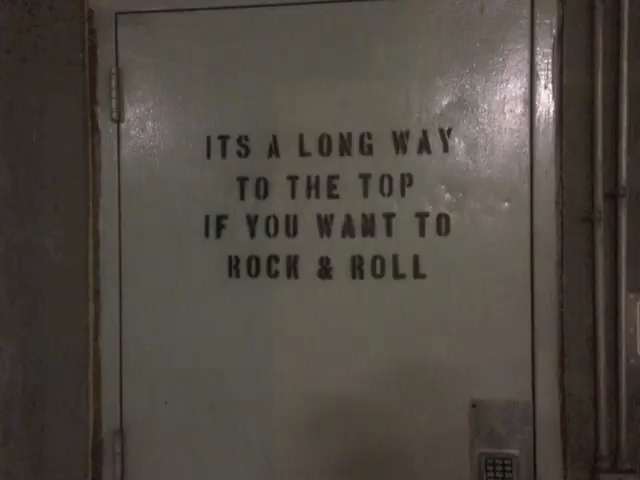 ITS A LONG WAY
TO THE TOP
IF YOU WANT TO
ROCK & ROLL